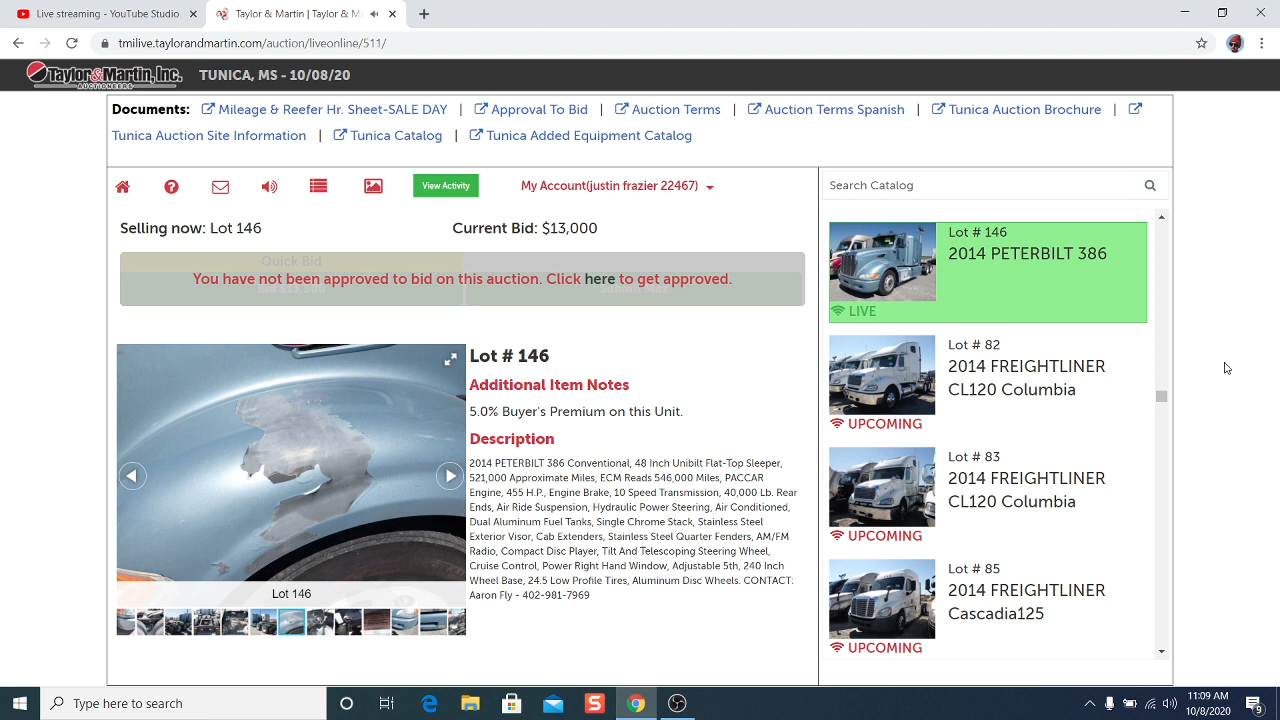 Live streaming - YouTube Studio
Taylor & Martin | Taylor & M
tmilive.taylorandmartin.com/auction/liveonline/511/
Taylor&Martin, Inc.
AUCTIONEERS
TUNICA, MS - 10/08/20
Documents: Mileage & Reefer Hr. Sheet-SALE DAY | Approval To Bid | Auction Terms | Auction Terms Spanish | Tunica Auction Brochure |
Tunica Auction Site Information | Tunica Catalog | Tunica Added Equipment Catalog
View Activity
My Account(justin frazier 22467)
Selling now: Lot 146
Current Bid: $13,000
Quick Bid
You have not been approved to bid on this auction. Click here to get approved.
Lot # 146
Additional Item Notes
5.0% Buyer's Premium on this Unit.
Description
2014 PETERBILT 386 Conventional, 48 Inch Unibilt Flat-Top Sleeper,
521,000 Approximate Miles, ECM Reads 546,000 Miles, PACCAR
Engine, 455 H.P., Engine Brake, 10 Speed Transmission, 40,000 Lb. Rear
Ends, Air Ride Suspension, Hydraulic Power Steering, Air Conditioned,
Dual Aluminum Fuel Tanks, Single Chrome Stack, Stainless Steel
Exterior Visor, Cab Extenders, Stainless Steel Quarter Fenders, AM/FM
Radio, Compact Disc Player, Tilt And Telescoping Steering Wheel,
Cruise Control, Power Right Hand Window, Adjustable 5th, 240 Inch
Wheel Base, 24.5 Low Profile Tires, Aluminum Disc Wheels. CONTACT:
Aaron Fly - 402-981-7969
Lot 146
Search Catalog
Lot # 146
2014 PETERBILT 386
LIVE
Lot # 82
2014 FREIGHTLINER
CL120 Columbia
UPCOMING
Lot # 83
2014 FREIGHTLINER
CL120 Columbia
UPCOMING
Lot # 85
2014 FREIGHTLINER
Cascadia125
UPCOMING
Type here to search
11:09 AM
10/8/2020
9